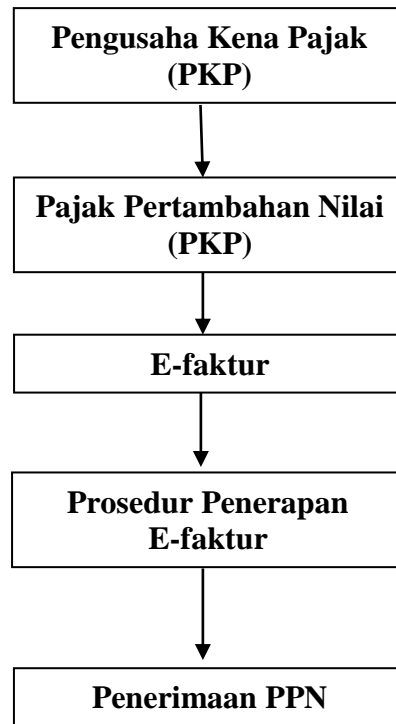 Pengusaha Kena Pajak
(PKP)
Pajak Pertambahan Nilai
(PKP)
E-faktur
Prosedur Penerapan
E-faktur
Penerimaan PPN